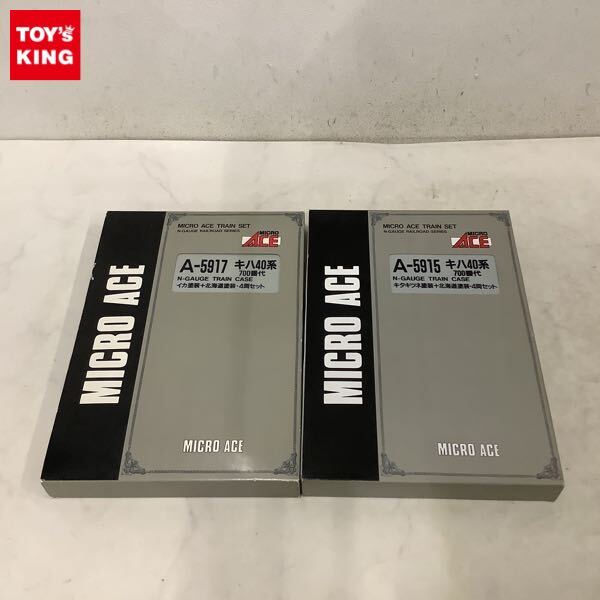 TOY's
KING
MICRO ACE
MICRO ACE TRAIN SET
N-GAUGE RAILROAD SERIES
MICRO
ACE
A-5917 キハ40系
700番代
N-GAUGE TRAIN CASE
イカ塗装+北海道塗装・4両セット
MICRO ACE
MICRO ACE
MICRO ACE TRAIN SET
N-GAUGE RAILROAD SERIES
MICRO
ACE
A-5915 キハ40系
700番代
N-GAUGE TRAIN CASE
キタキツネ塗装+北海道塗装・4両セット
MICRO ACE